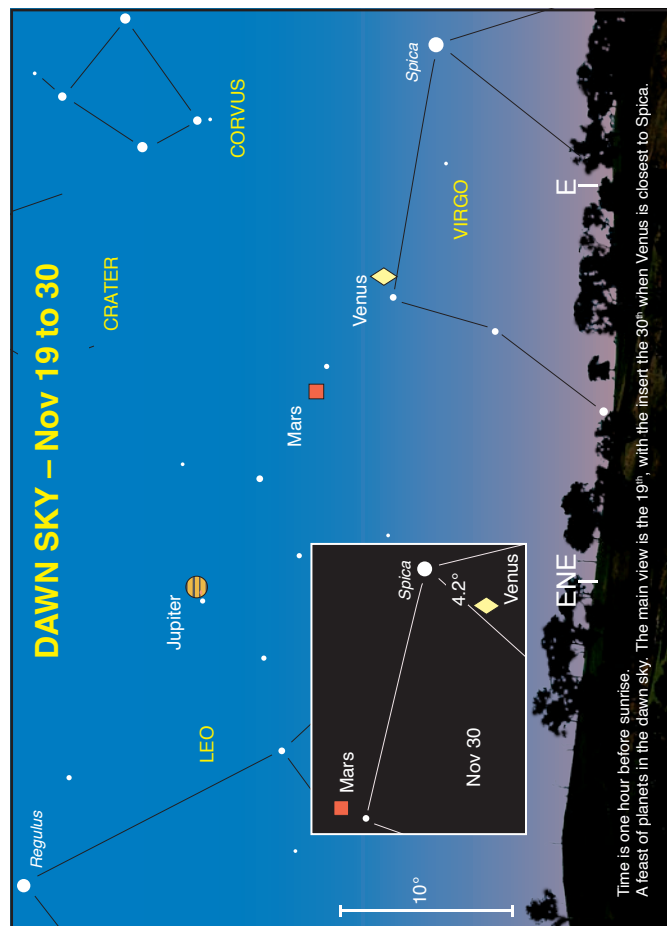 DAWN SKY – Nov 19 to 30
Regulus
LEO
Jupiter
CRATER
CORVUS
Mars
Venus
VIRGO
Spica
10°
Mars
Nov 30
Spica
4.2°
Venus
ENE
E
Time is one hour before sunrise.
A feast of planets in the dawn sky. The main view is the 19th, with the insert the 30th when Venus is closest to Spica.